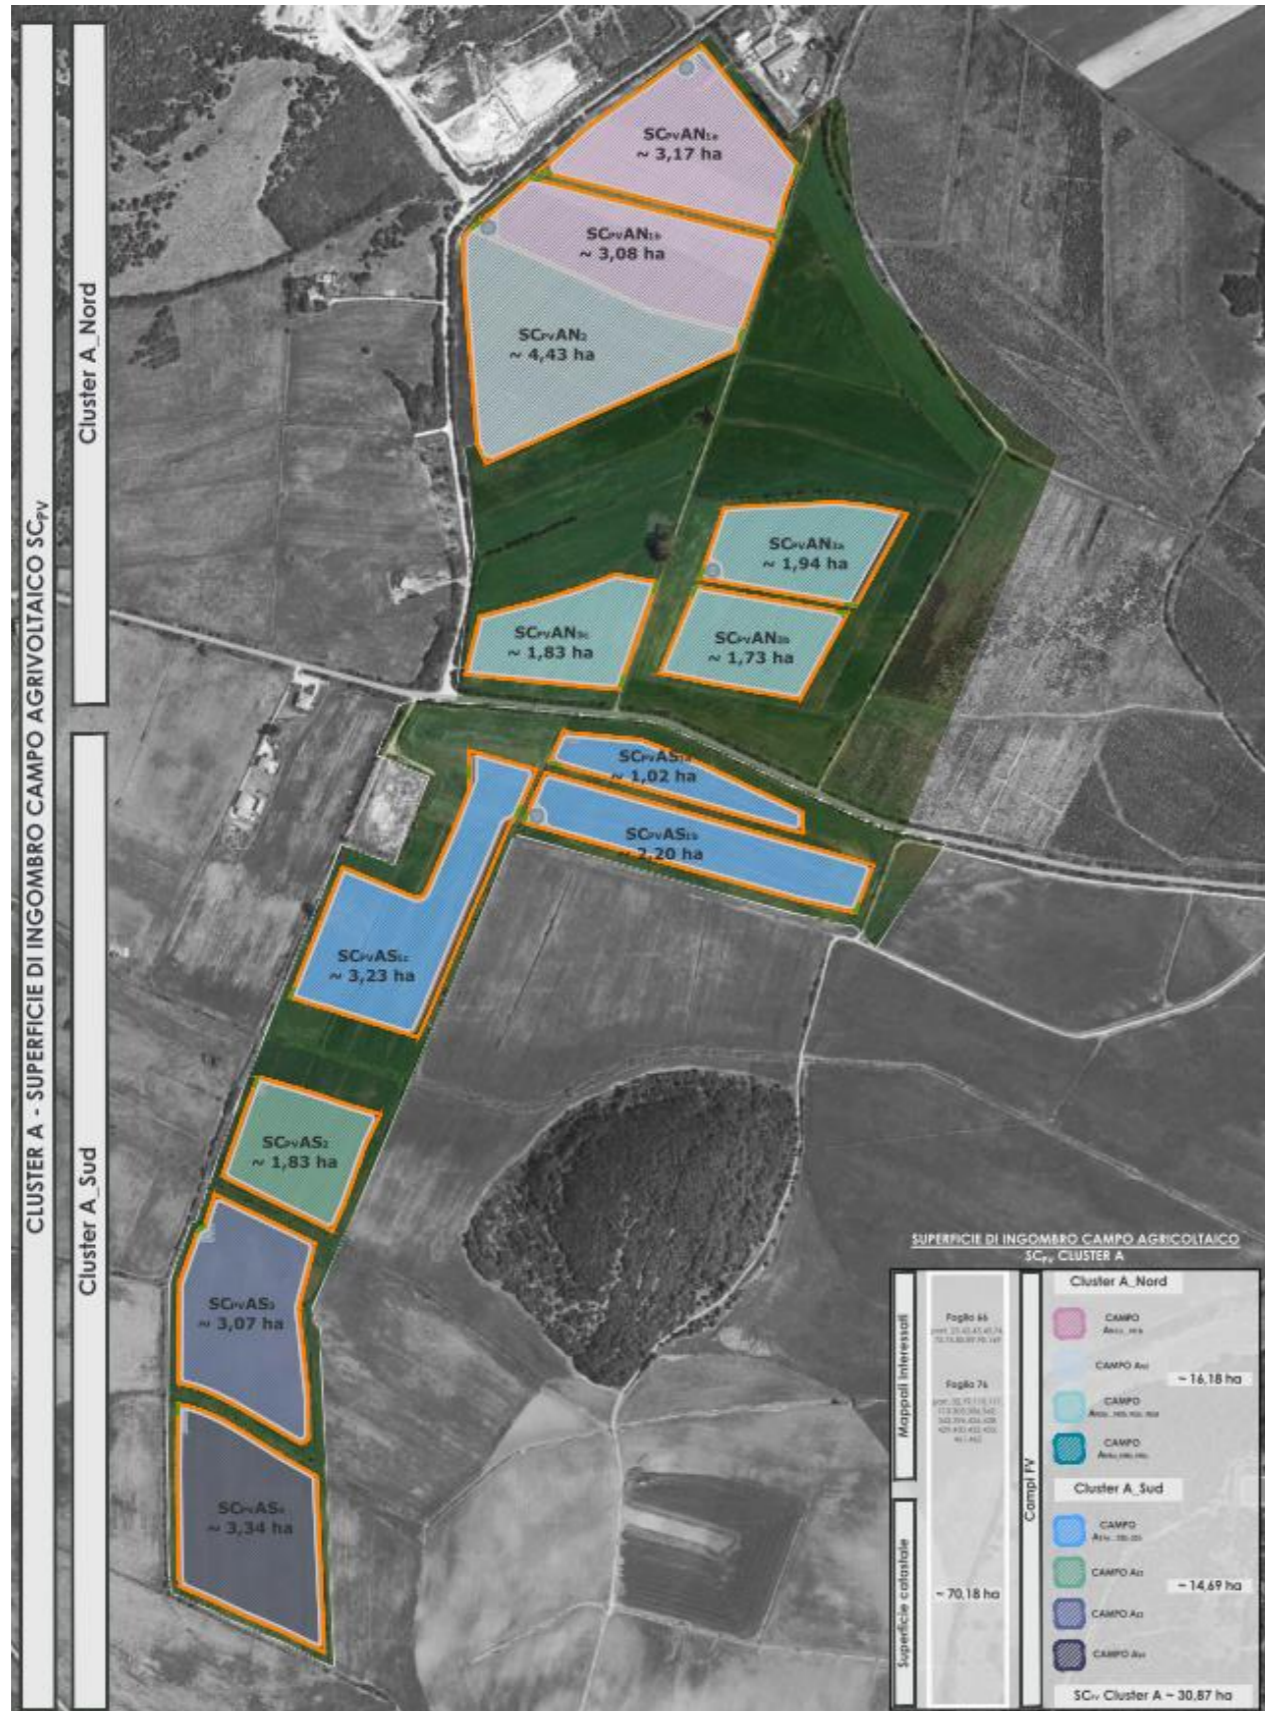 CLUSTER A - SUPERFICIE DI INGOMBRO CAMPO AGRIVOLTAICO SCPV
Cluster A_Nord
Cluster A_Sud
SCPVAN1a
~ 3,17 ha
SCPVAN1b
~ 3,08 ha
SCPVAN2
~ 4,43 ha
SCPVAN3a
~ 1,94 ha
SCPVAN3b
~ 1,73 ha
SCPVAN3c
~ 1,83 ha
SCPVAS1a
~ 1,02 ha
SCPVAS1b
~ 2,20 ha
SCPVAS1c
~ 3,23 ha
SCPVAS2
~ 1,83 ha
SCPVAS3
~ 3,07 ha
SCPVAS4
~ 3,34 ha
SUPERFICIE DI INGOMBRO CAMPO AGRICOLTAICO
SCPV CLUSTER A
Mappali Interessati
Foglio 66
Foglio 76
Superficie catastale
~ 70,18 ha
Campi FV
Cluster A_Nord
CAMPO
CAMPO
CAMPO
CAMPO
~ 16,18 ha
Cluster A_Sud
CAMPO
CAMPO
CAMPO
CAMPO
~ 14,69 ha
SCPV Cluster A ~ 30,87 ha